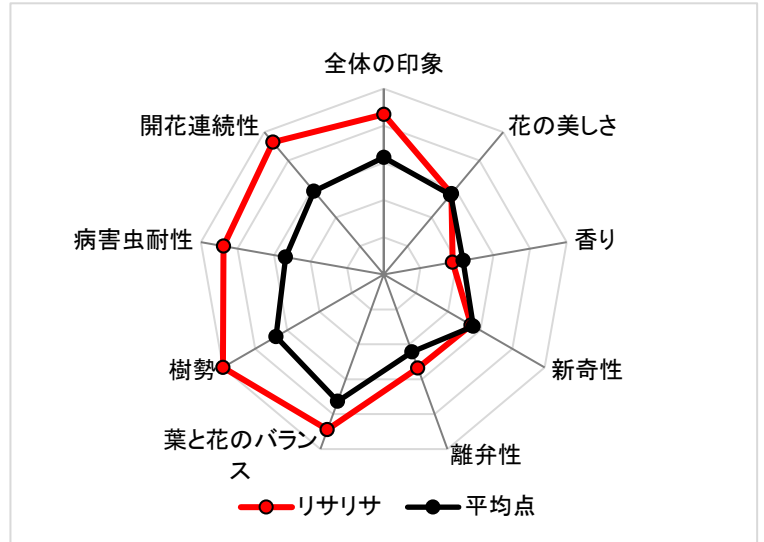 全体の印象
開花連続性
花の美しさ
病害虫耐性
香り
樹勢
新奇性
葉と花のバラン
ス
離弁性
リサリサ
平均点